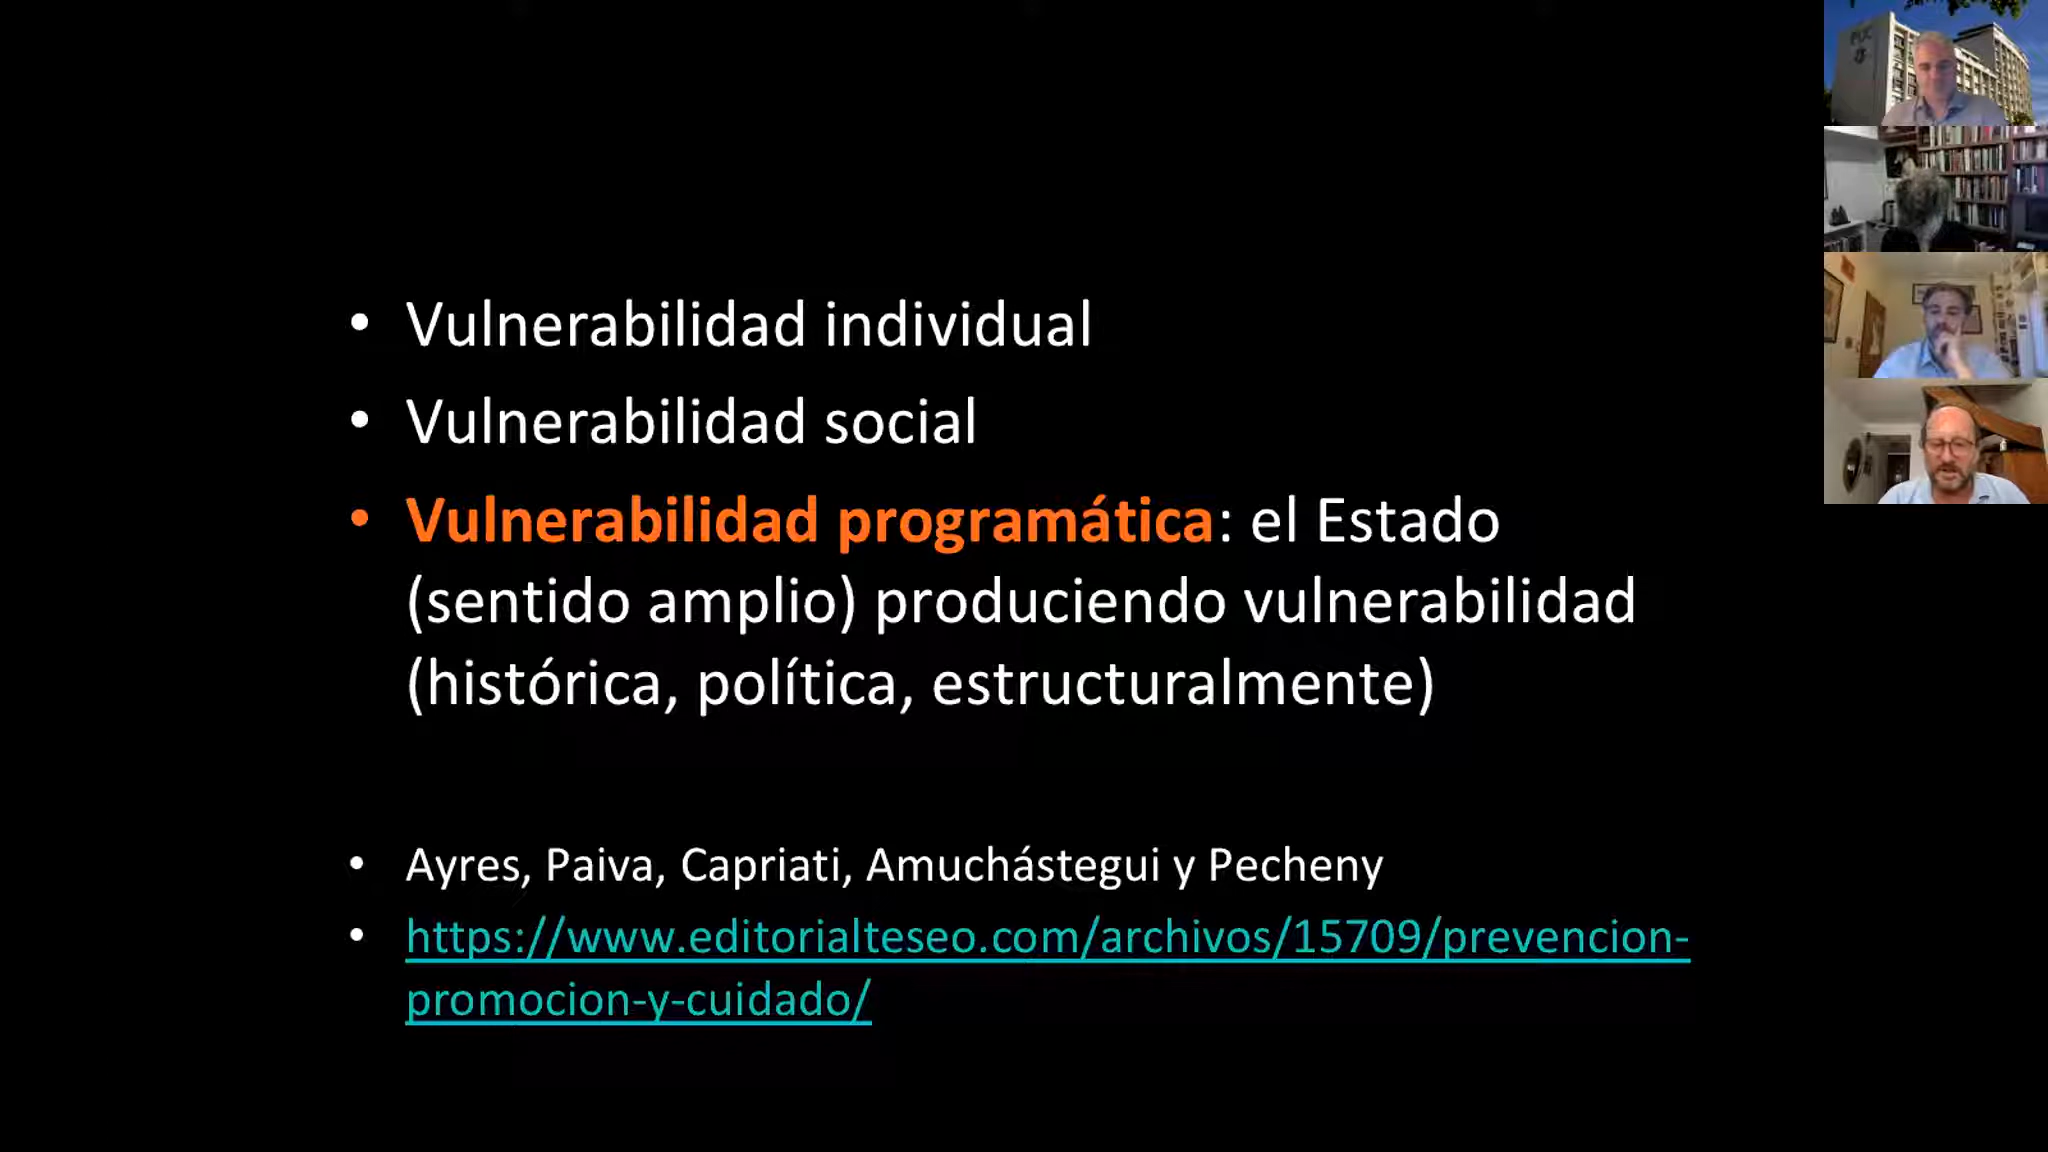 • Vulnerabilidad individual
• Vulnerabilidad social
• Vulnerabilidad programática: el Estado
(sentido amplio) produciendo vulnerabilidad
(histórica, política, estructuralmente)
• Ayres, Paiva, Capriati, Amuchástegui y Pecheny
• https://www.editorialteseo.com/archivos/15709/prevencion-
promocion-y-cuidado/